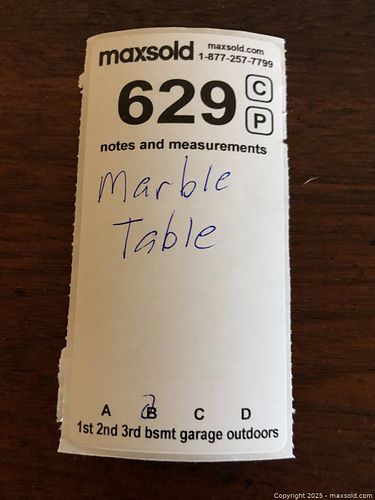 maxsold maxsold.com
1-877-257-7799
629 C
P
notes and measurements
Marble
Table
A B C D
1st 2nd 3rd bsmt garage outdoors
Copyright 2025 - maxsold.com